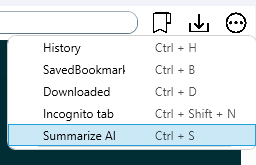 History Ctrl + H
SavedBookmark Ctrl + B
Downloaded Ctrl + D
Incognito tab Ctrl + Shift + N
Summarize AI Ctrl + S